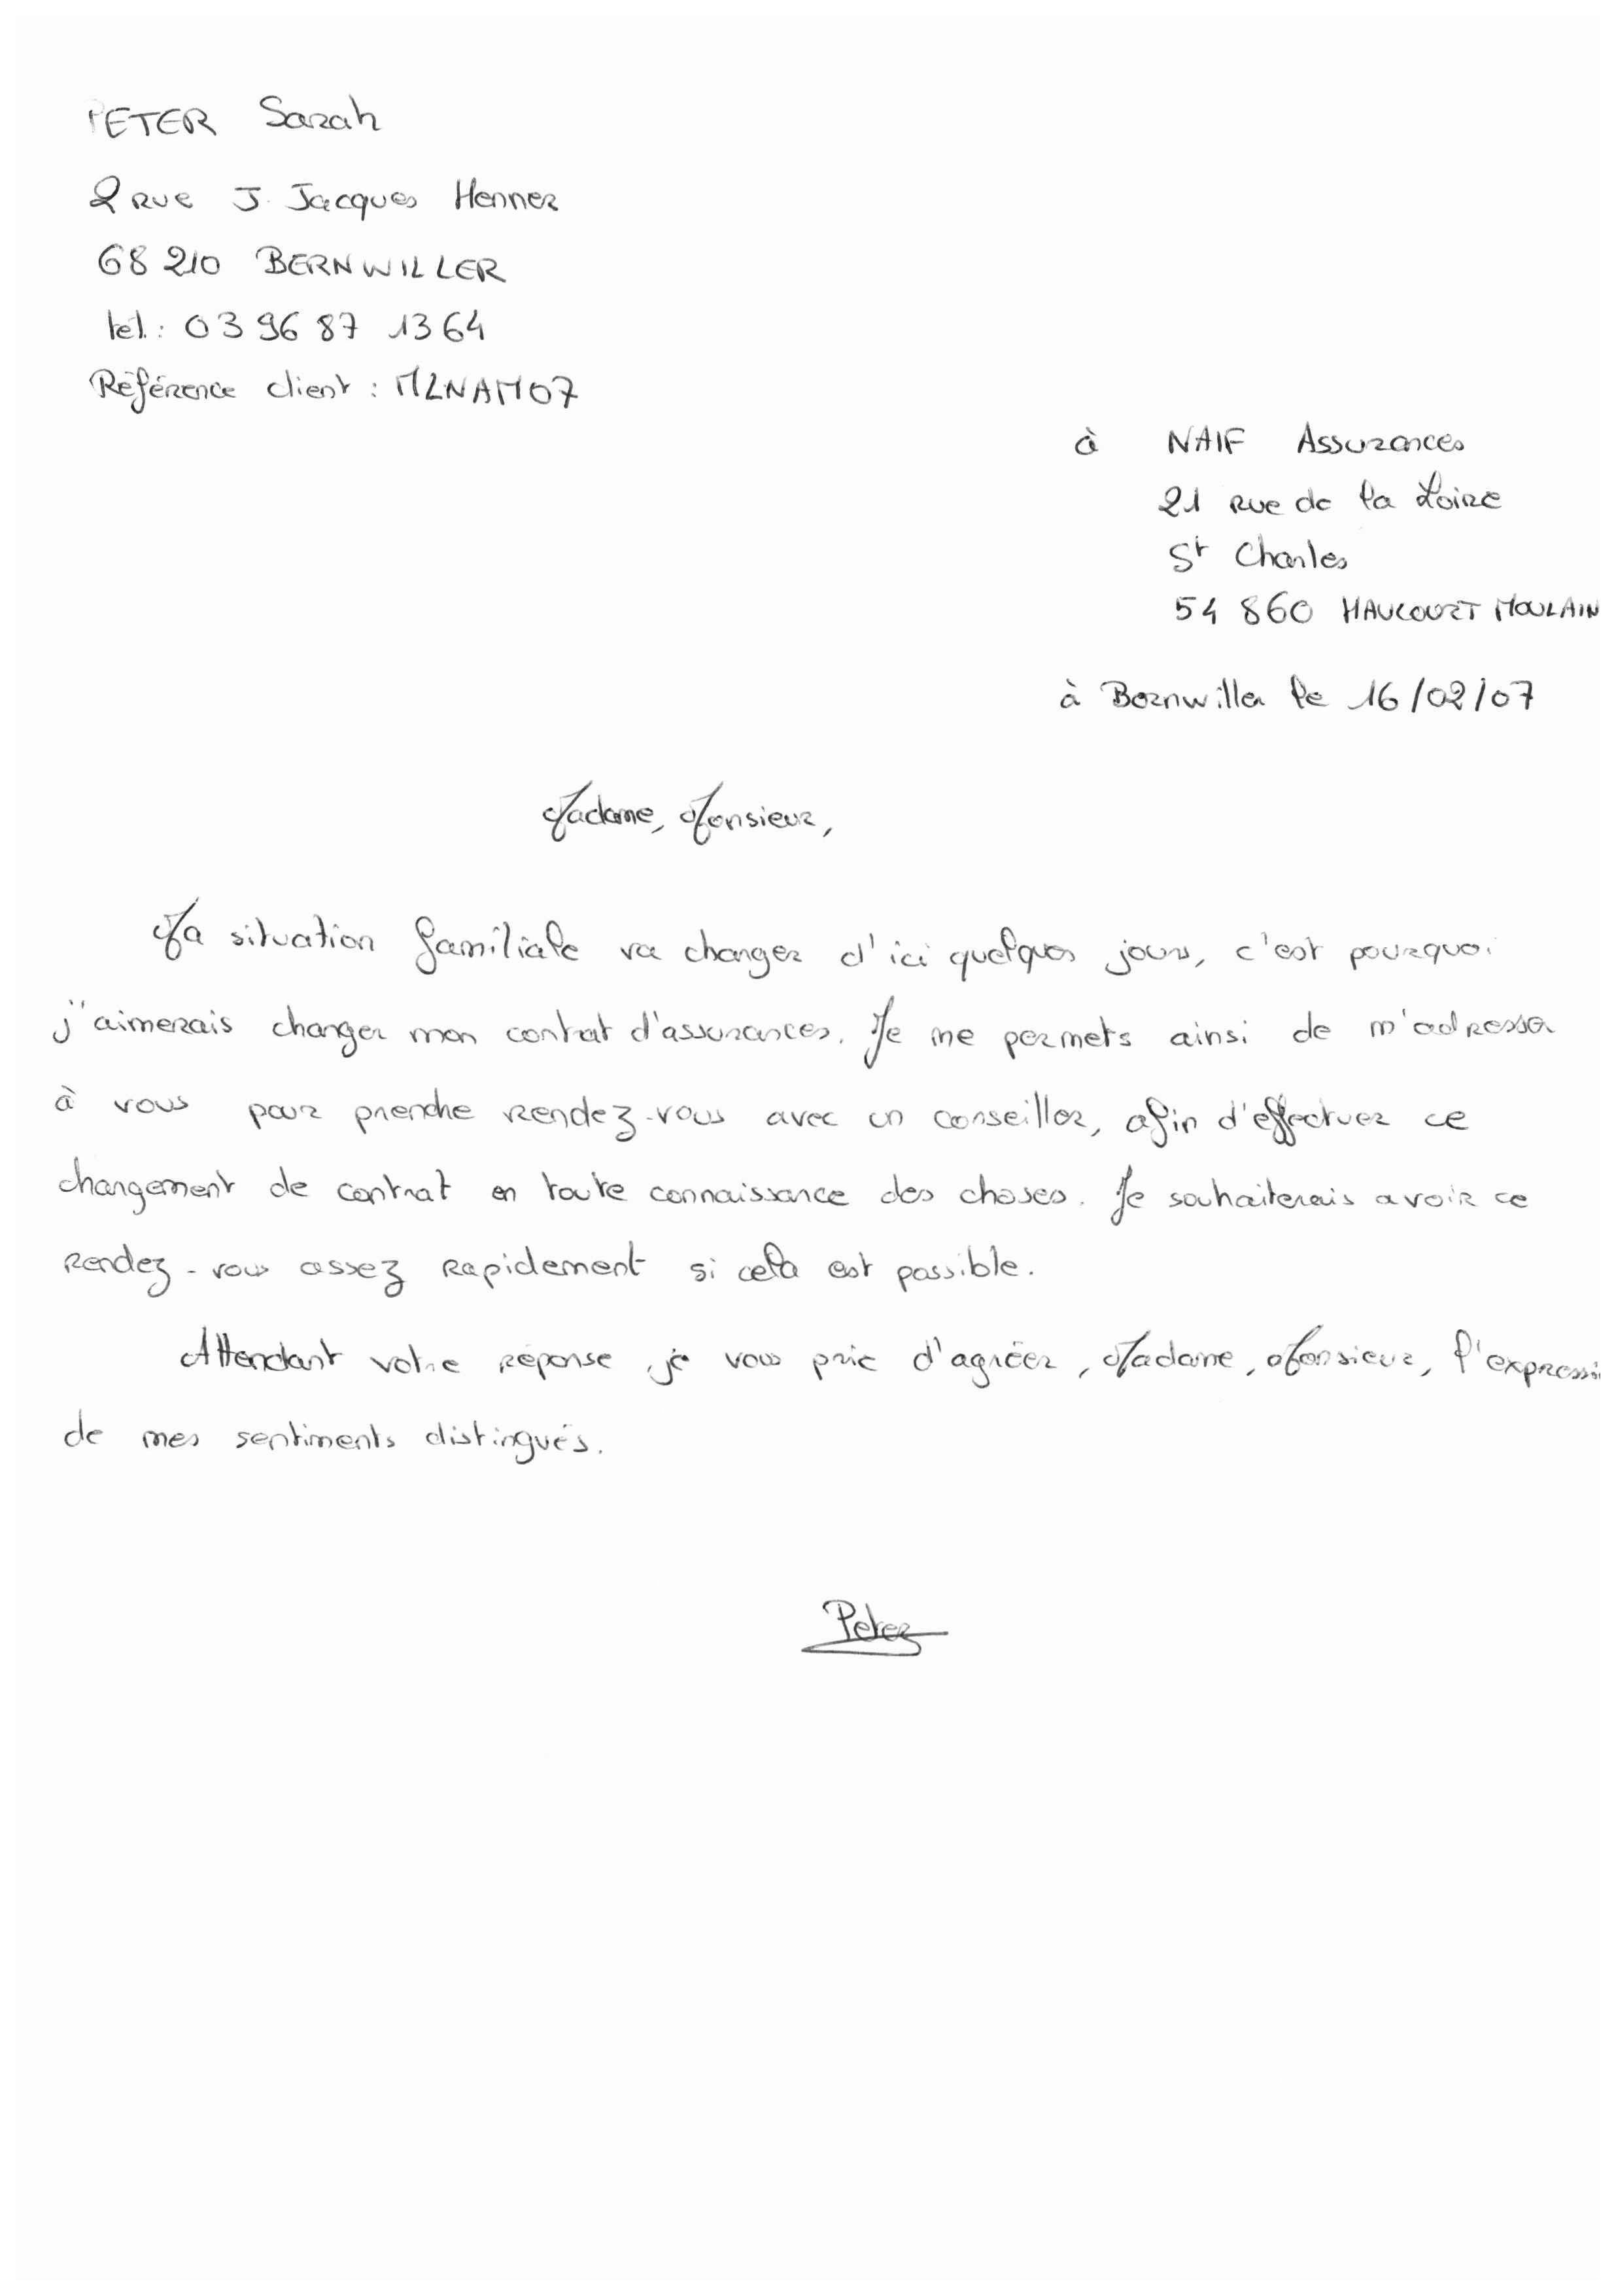 PETER Sarah
2 rue J. Jacques Henner
68 210 BERNWILLER
tel.: 03 96 87 13 64
Référence client : MLNAM07
à NAIF Assurances
21 rue de la Loire
St Charles
54 860 HAUCOURT MOULAIN
à Bernwiller le 16/02/07
Madame, Monsieur,
Ma situation familiale va changer d'ici quelques jours, c'est pourquoi
j'aimerais changer mon contrat d'assurances. Je me permets ainsi de m'adresser
à vous pour prendre rendez-vous avec un conseiller, afin d'effectuer ce
changement de contrat en toute connaissance des choses. Je souhaiterais avoir ce
rendez-vous assez rapidement si cela est possible.
Attendant votre réponse, je vous prie d'agréer, Madame, Monsieur, l'expressi
de mes sentiments distingués.
Peter